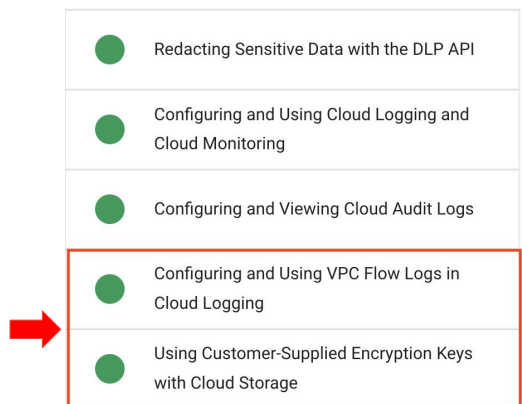 Redacting Sensitive Data with the DLP API
Configuring and Using Cloud Logging and
Cloud Monitoring
Configuring and Viewing Cloud Audit Logs
Configuring and Using VPC Flow Logs in
Cloud Logging
Using Customer-Supplied Encryption Keys
with Cloud Storage